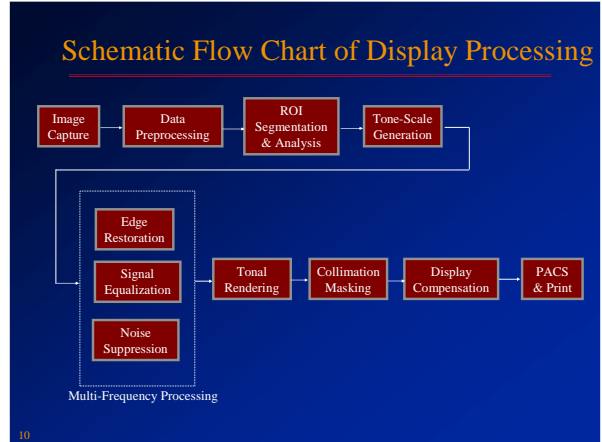 Schematic Flow Chart of Display Processing
Image
Capture
Data
Preprocessing
ROI
Segmentation
& Analysis
Tone-Scale
Generation
Edge
Restoration
Signal
Equalization
Noise
Suppression
Multi-Frequency Processing
Tonal
Rendering
Collimation
Masking
Display
Compensation
PACS
& Print
10